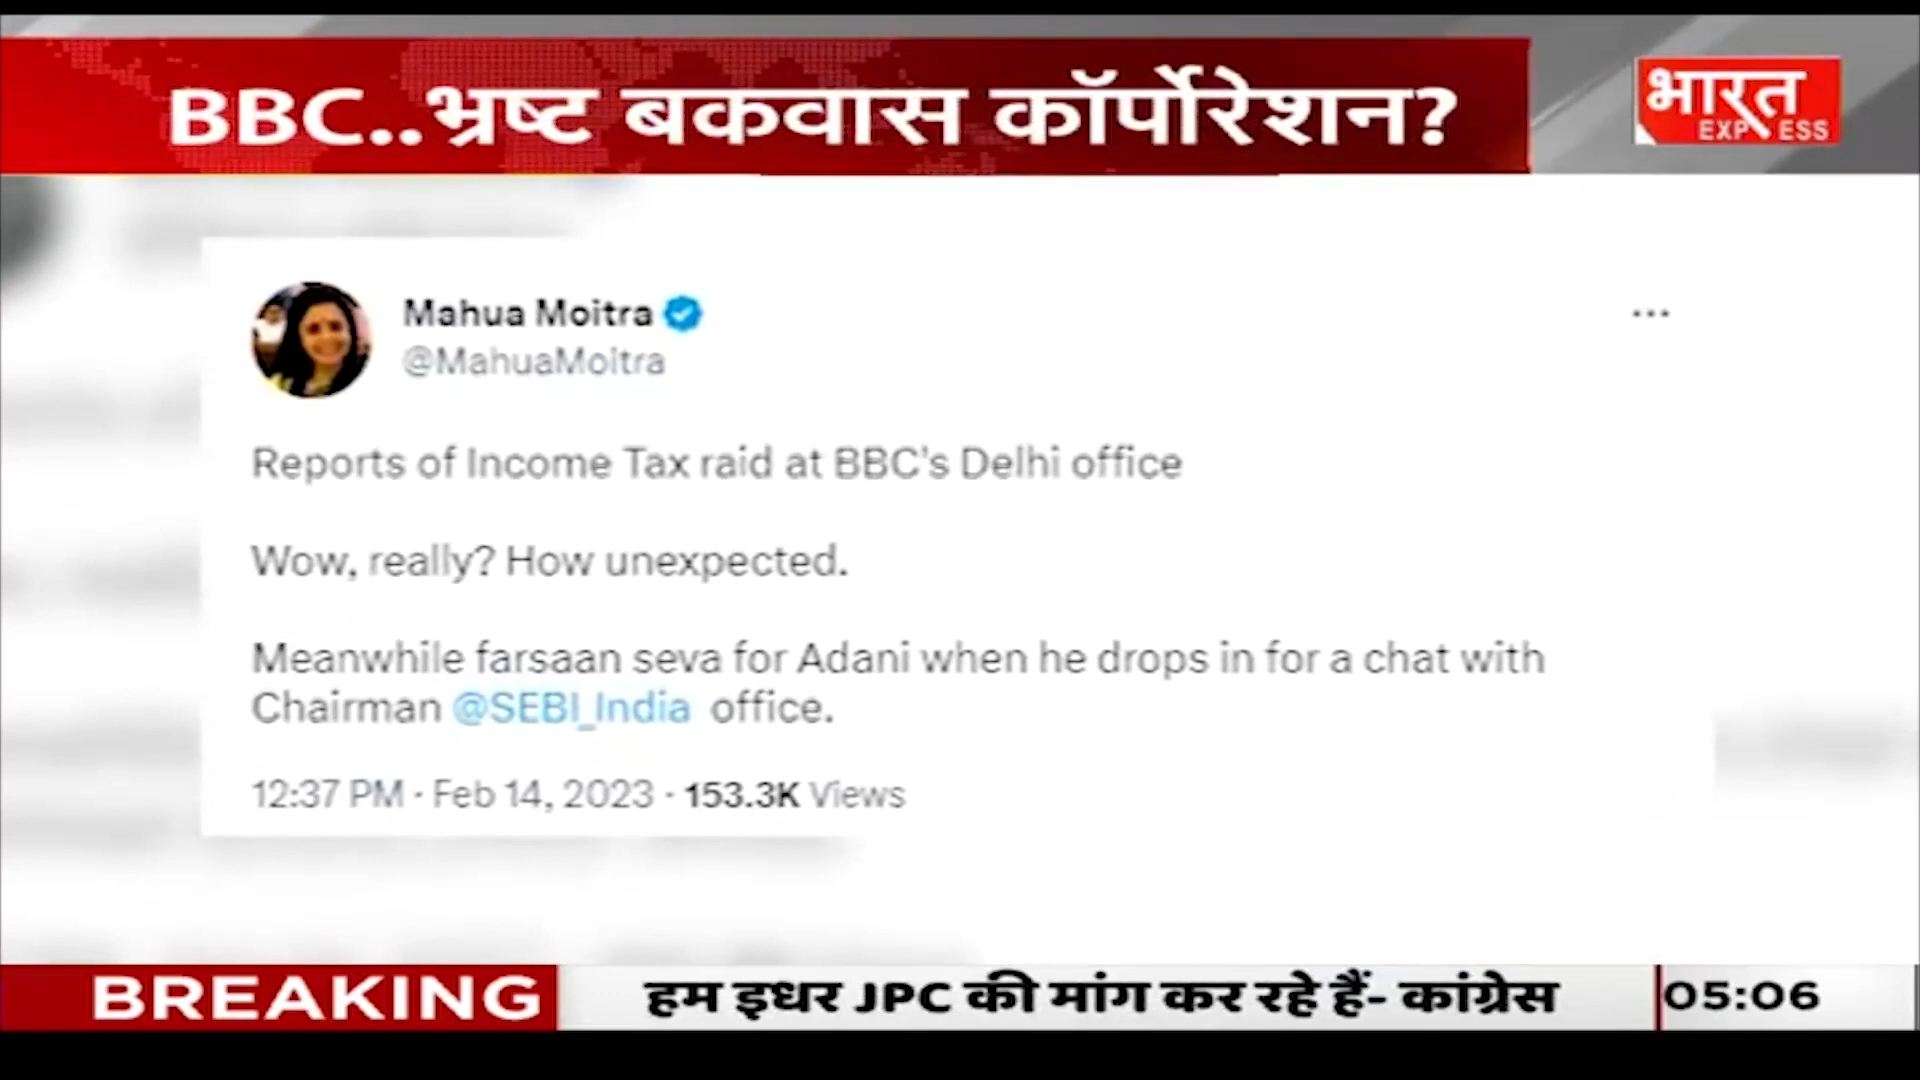 BBC..भ्रष्ट बकवास कॉर्पोरेशन?
भारत
EXPRESS
Mahua Moitra
@MahuaMoitra
Reports of Income Tax raid at BBC's Delhi office
Wow, really? How unexpected.
Meanwhile farsaan seva for Adani when he drops in for a chat with
Chairman @SEBI_India office.
12:37 PM · Feb 14, 2023 · 153.3K Views
BREAKING
हम इधर JPC की मांग कर रहे हैं- कांग्रेस
05:06